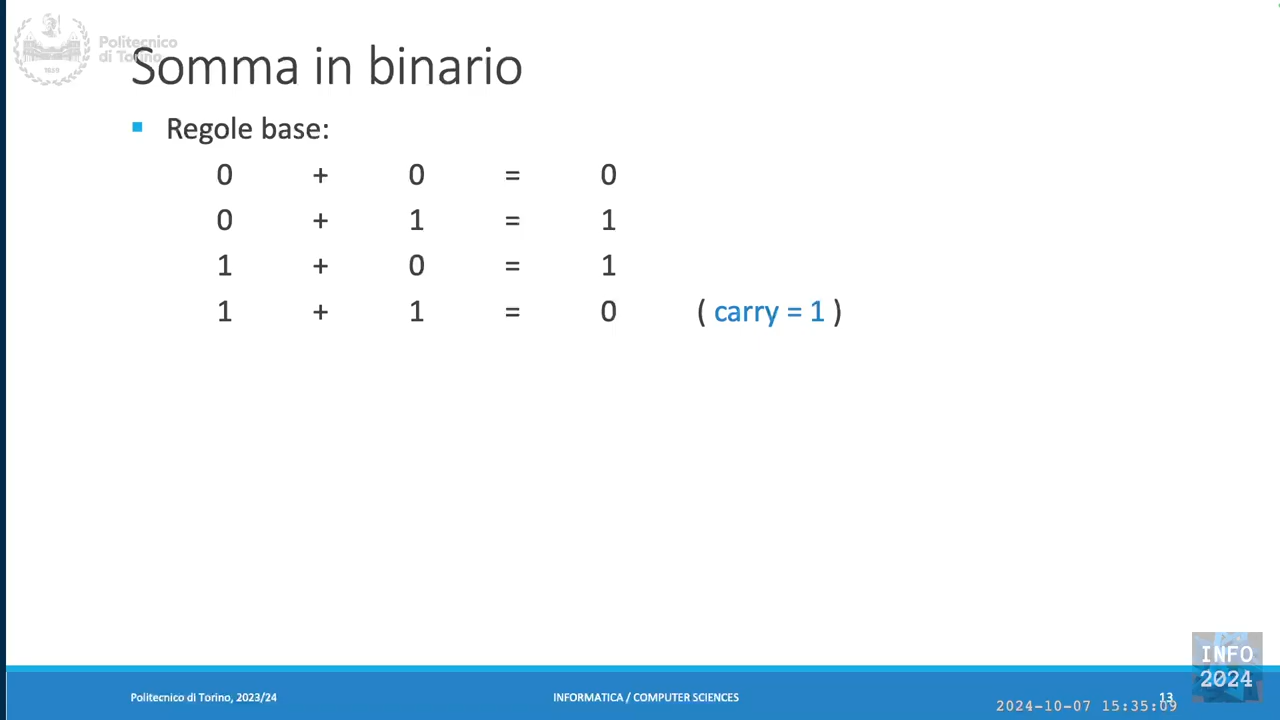 Politecnico
di Torino
Somma in binario
▪ Regole base:
0 + 0 = 0
0 + 1 = 1
1 + 0 = 1
1 + 1 = 0 ( carry = 1 )
INFO
2024
Politecnico di Torino, 2023/24 INFORMATICA / COMPUTER SCIENCES 13
2024-10-07 15:35:09